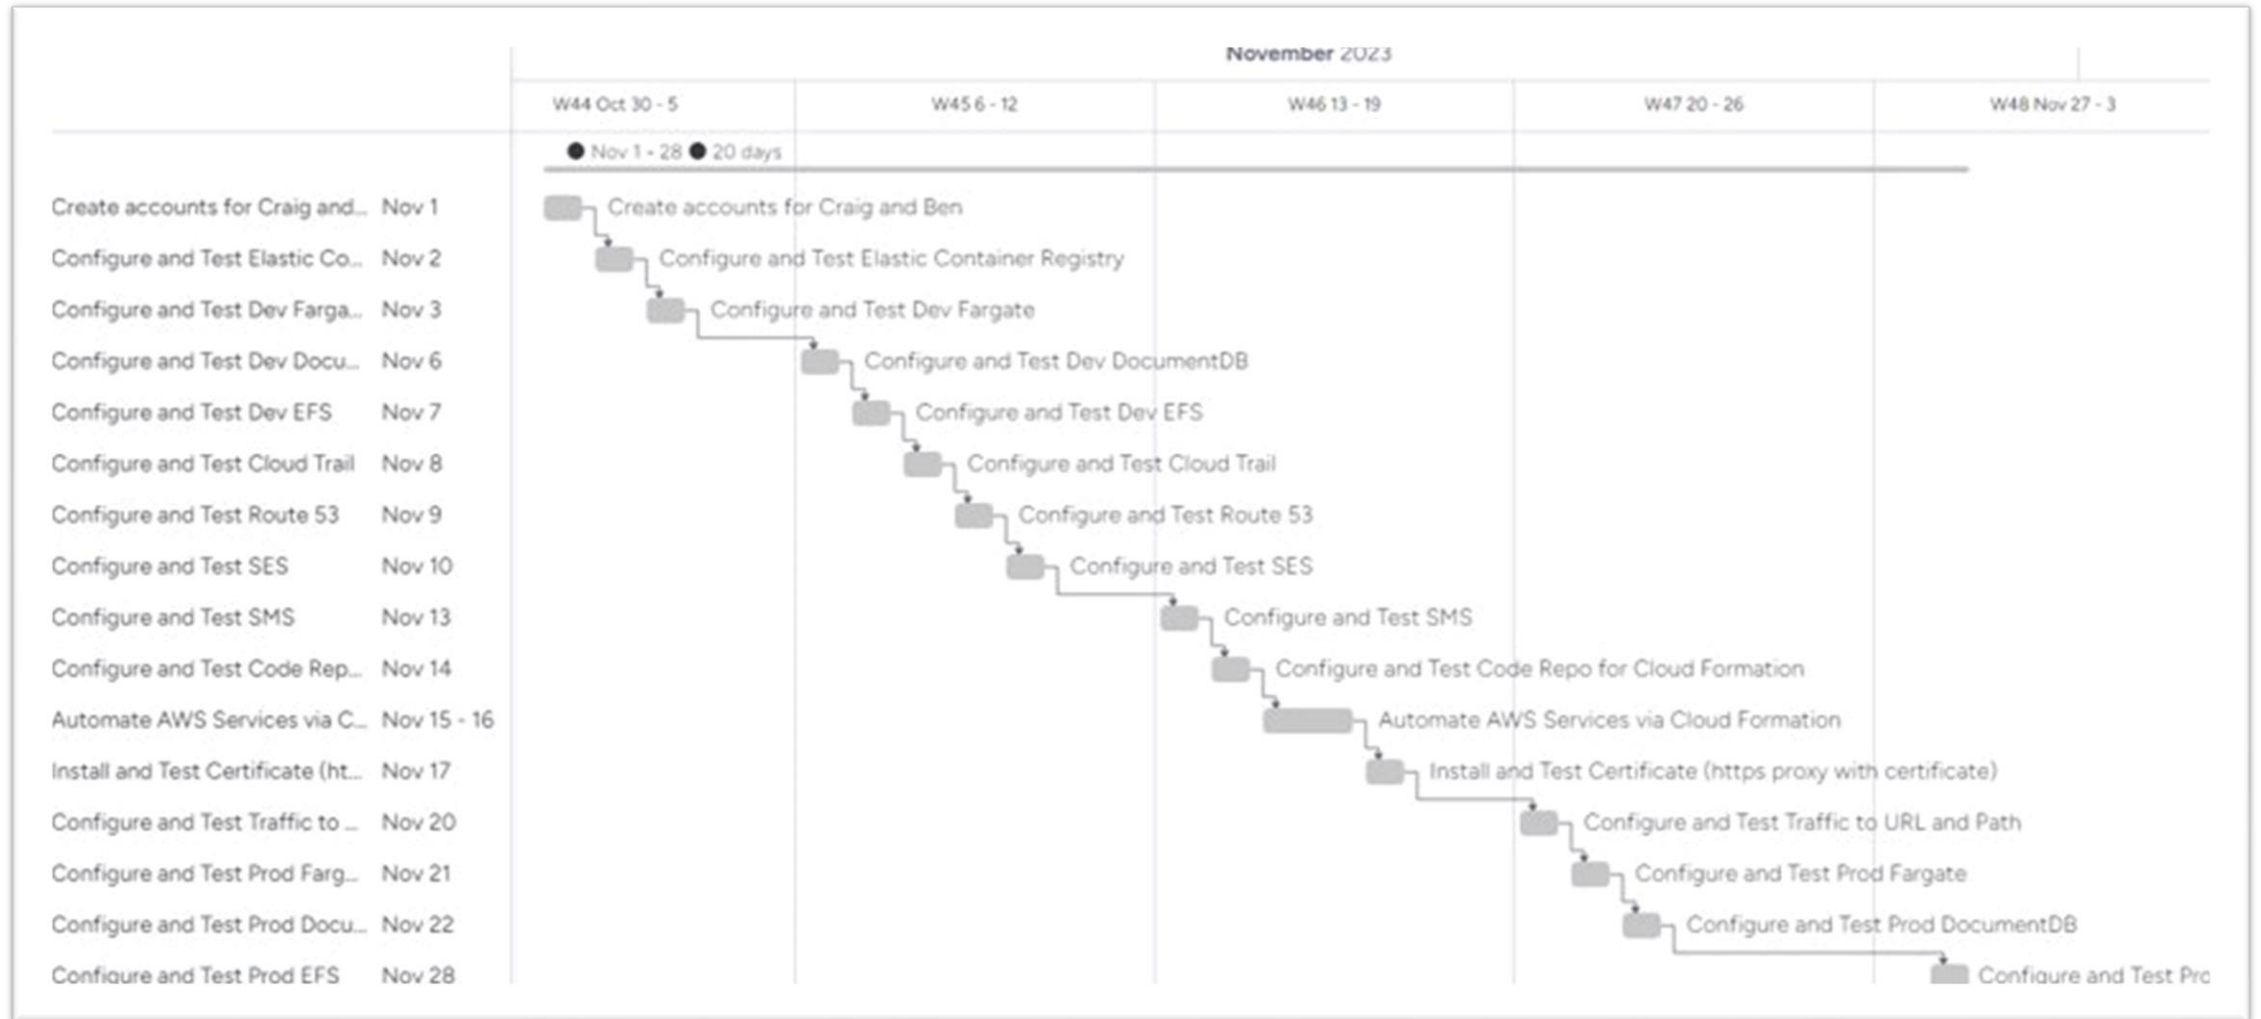 November 2023
W44 Oct 30 - 5 W45 6 - 12 W46 13 - 19 W47 20 - 26 W48 Nov 27 - 3
Nov 1 - 28 20 days
Create accounts for Craig and... Nov 1 Create accounts for Craig and Ben
Configure and Test Elastic Co... Nov 2 Configure and Test Elastic Container Registry
Configure and Test Dev Farga... Nov 3 Configure and Test Dev Fargate
Configure and Test Dev Docu... Nov 6 Configure and Test Dev DocumentDB
Configure and Test Dev EFS Nov 7 Configure and Test Dev EFS
Configure and Test Cloud Trail Nov 8 Configure and Test Cloud Trail
Configure and Test Route 53 Nov 9 Configure and Test Route 53
Configure and Test SES Nov 10 Configure and Test SES
Configure and Test SMS Nov 13 Configure and Test SMS
Configure and Test Code Rep... Nov 14 Configure and Test Code Repo for Cloud Formation
Automate AWS Services via C... Nov 15 - 16 Automate AWS Services via Cloud Formation
Install and Test Certificate (ht... Nov 17 Install and Test Certificate (https proxy with certificate)
Configure and Test Traffic to ... Nov 20 Configure and Test Traffic to URL and Path
Configure and Test Prod Farg... Nov 21 Configure and Test Prod Fargate
Configure and Test Prod Docu... Nov 22 Configure and Test Prod DocumentDB
Configure and Test Prod EFS Nov 28 Configure and Test Pro